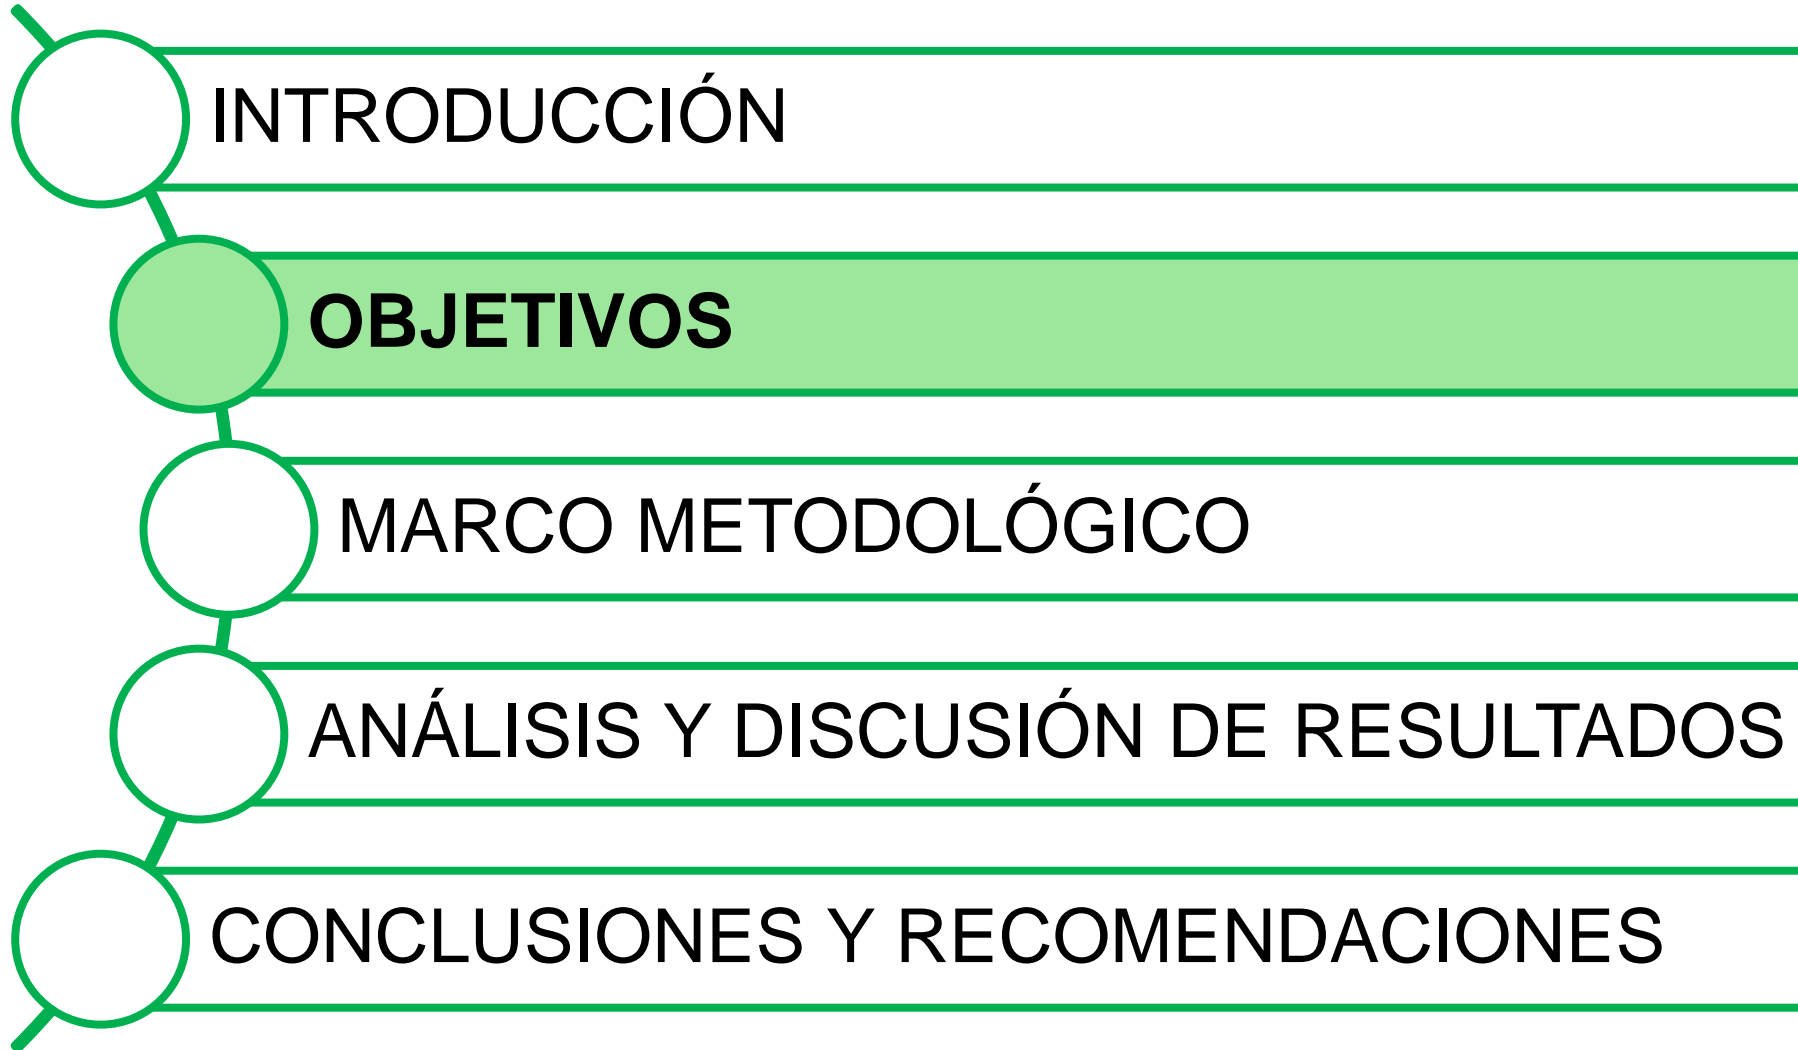 INTRODUCCIÓN
OBJETIVOS
MARCO METODOLÓGICO
ANÁLISIS Y DISCUSIÓN DE RESULTADOS
CONCLUSIONES Y RECOMENDACIONES